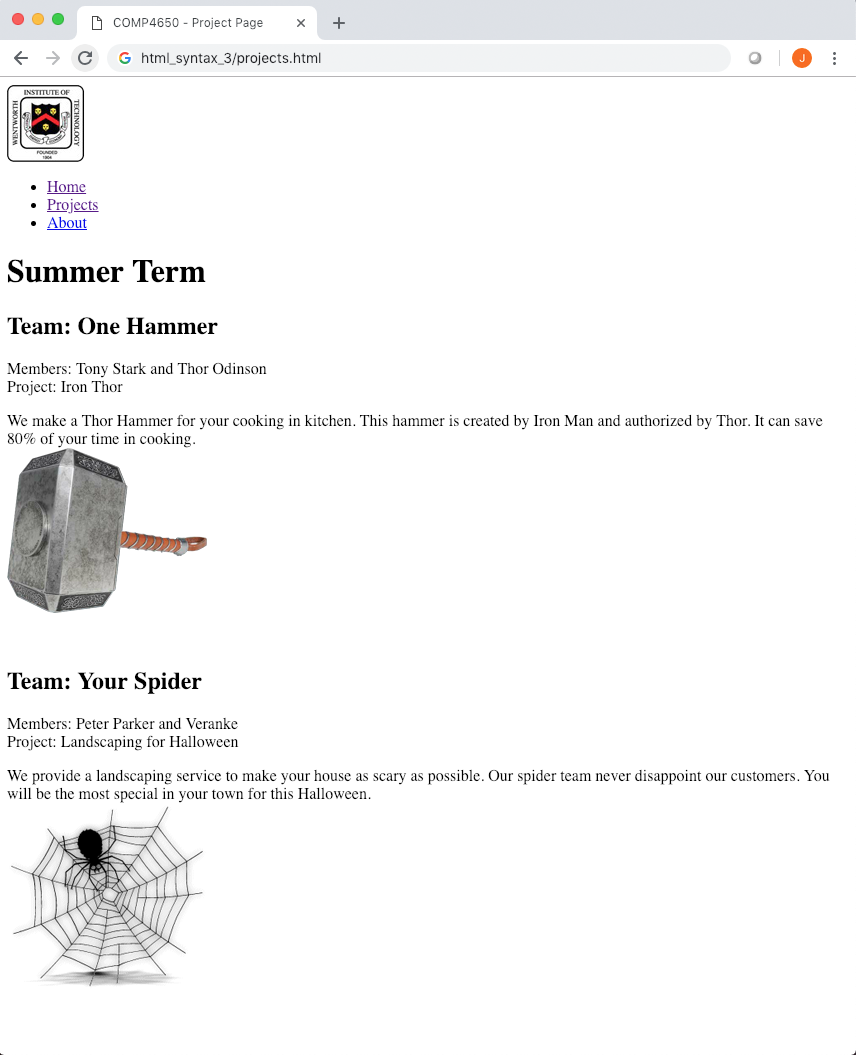 COMP4650 - Project Page
html_syntax_3/projects.html
J
INSTITUTE OF
WENTWORTH
TECHNOLOGY
FOUNDED
1904
Home
Projects
About
Summer Term
Team: One Hammer
Members: Tony Stark and Thor Odinson
Project: Iron Thor
We make a Thor Hammer for your cooking in kitchen. This hammer is created by Iron Man and authorized by Thor. It can save
80% of your time in cooking.
Team: Your Spider
Members: Peter Parker and Veranke
Project: Landscaping for Halloween
We provide a landscaping service to make your house as scary as possible. Our spider team never disappoint our customers. You
will be the most special in your town for this Halloween.